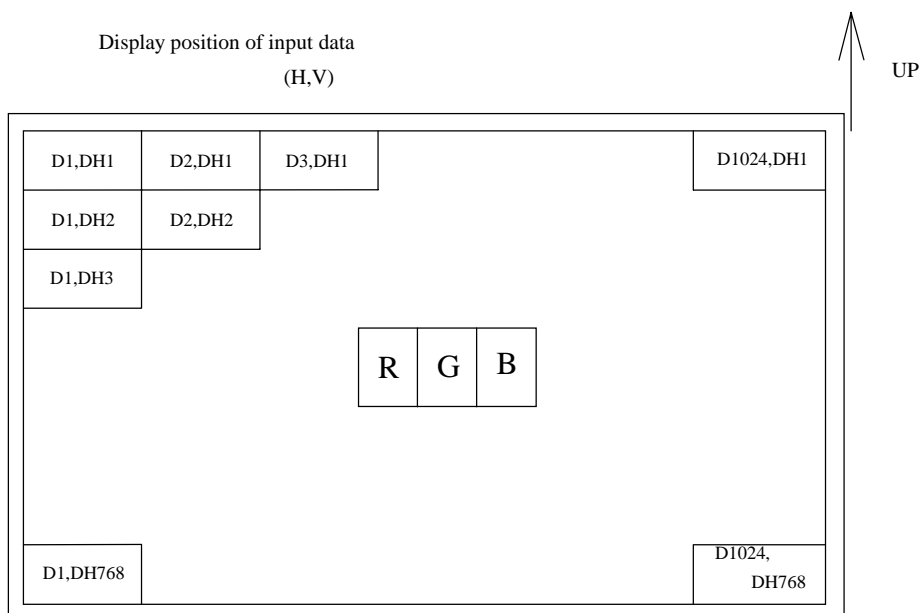 Display position of input data
(H,V)
UP
D1,DH1 D2,DH1 D3,DH1 D1024,DH1
D1,DH2 D2,DH2
D1,DH3
R G B
D1,DH768 D1024,
DH768